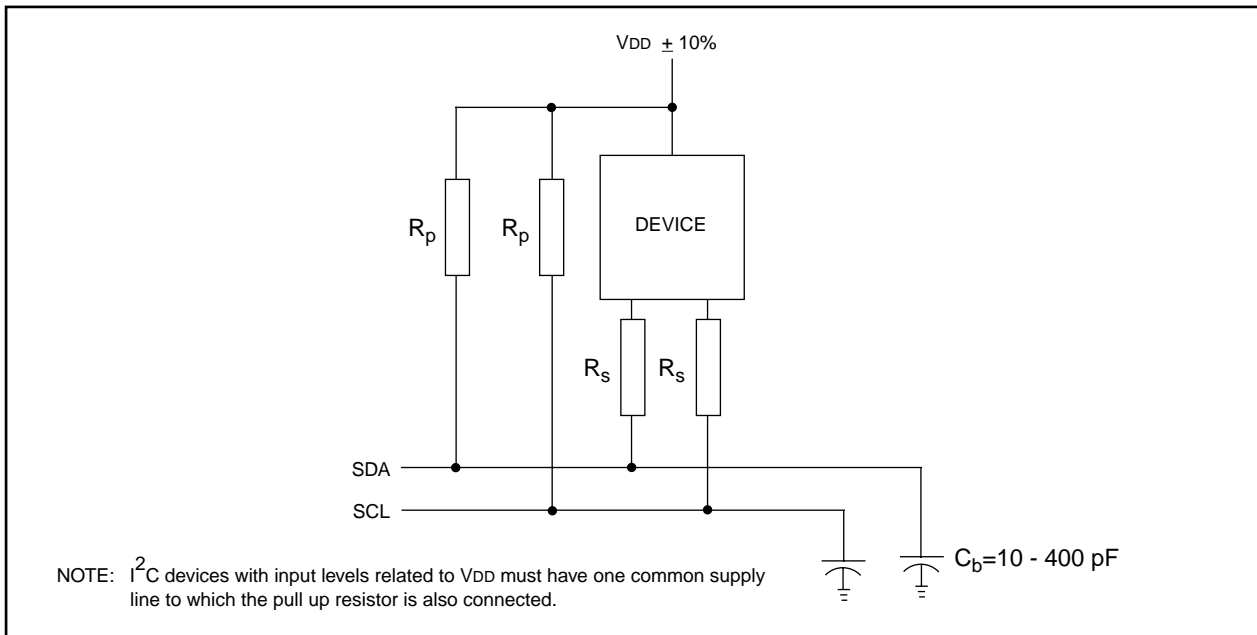 VDD ± 10%
DEVICE
Rp
Rp
Rs
Rs
SDA
SCL
Cb=10 - 400 pF
NOTE: I2C devices with input levels related to VDD must have one common supply
line to which the pull up resistor is also connected.